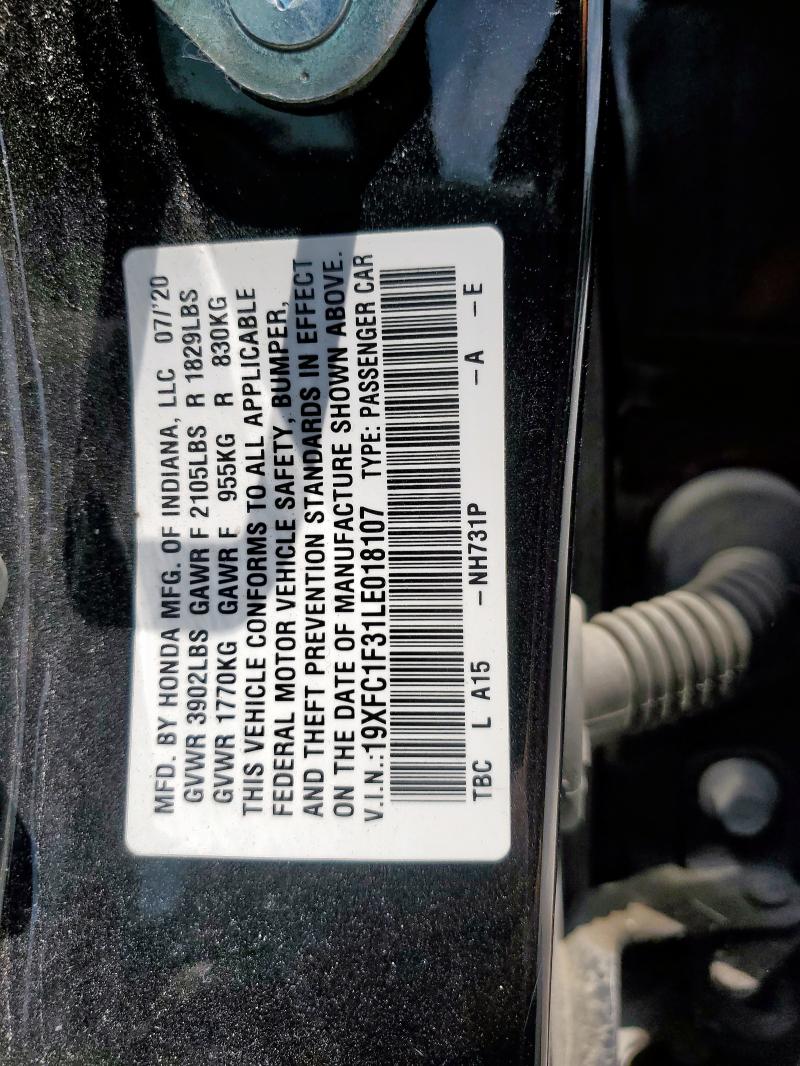 MFD. BY HONDA MFG. OF INDIANA, LLC 07/'20
GVWR 3902LBS GAWR F 2105LBS R 1829LBS
GVWR 1770KG GAWR F 955KG R 830KG
THIS VEHICLE CONFORMS TO ALL APPLICABLE
FEDERAL MOTOR VEHICLE SAFETY, BUMPER,
AND THEFT PREVENTION STANDARDS IN EFFECT
ON THE DATE OF MANUFACTURE SHOWN ABOVE.
V.I.N.:19XFC1F31LE018107 TYPE: PASSENGER CAR
TBC L A15 -NH731P -A -E